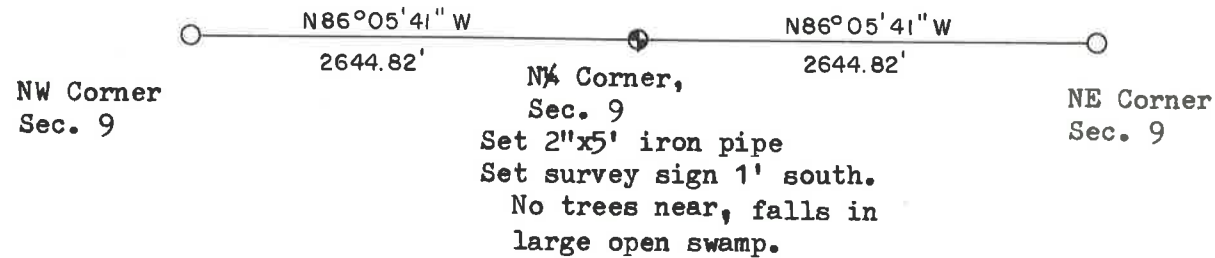 N86°05'41"W
2644.82'
N86°05'41"W
2644.82'
NW Corner
Sec. 9
N¼ Corner,
Sec. 9
Set 2"x5' iron pipe
Set survey sign 1' south.
No trees near, falls in
large open swamp.
NE Corner
Sec. 9